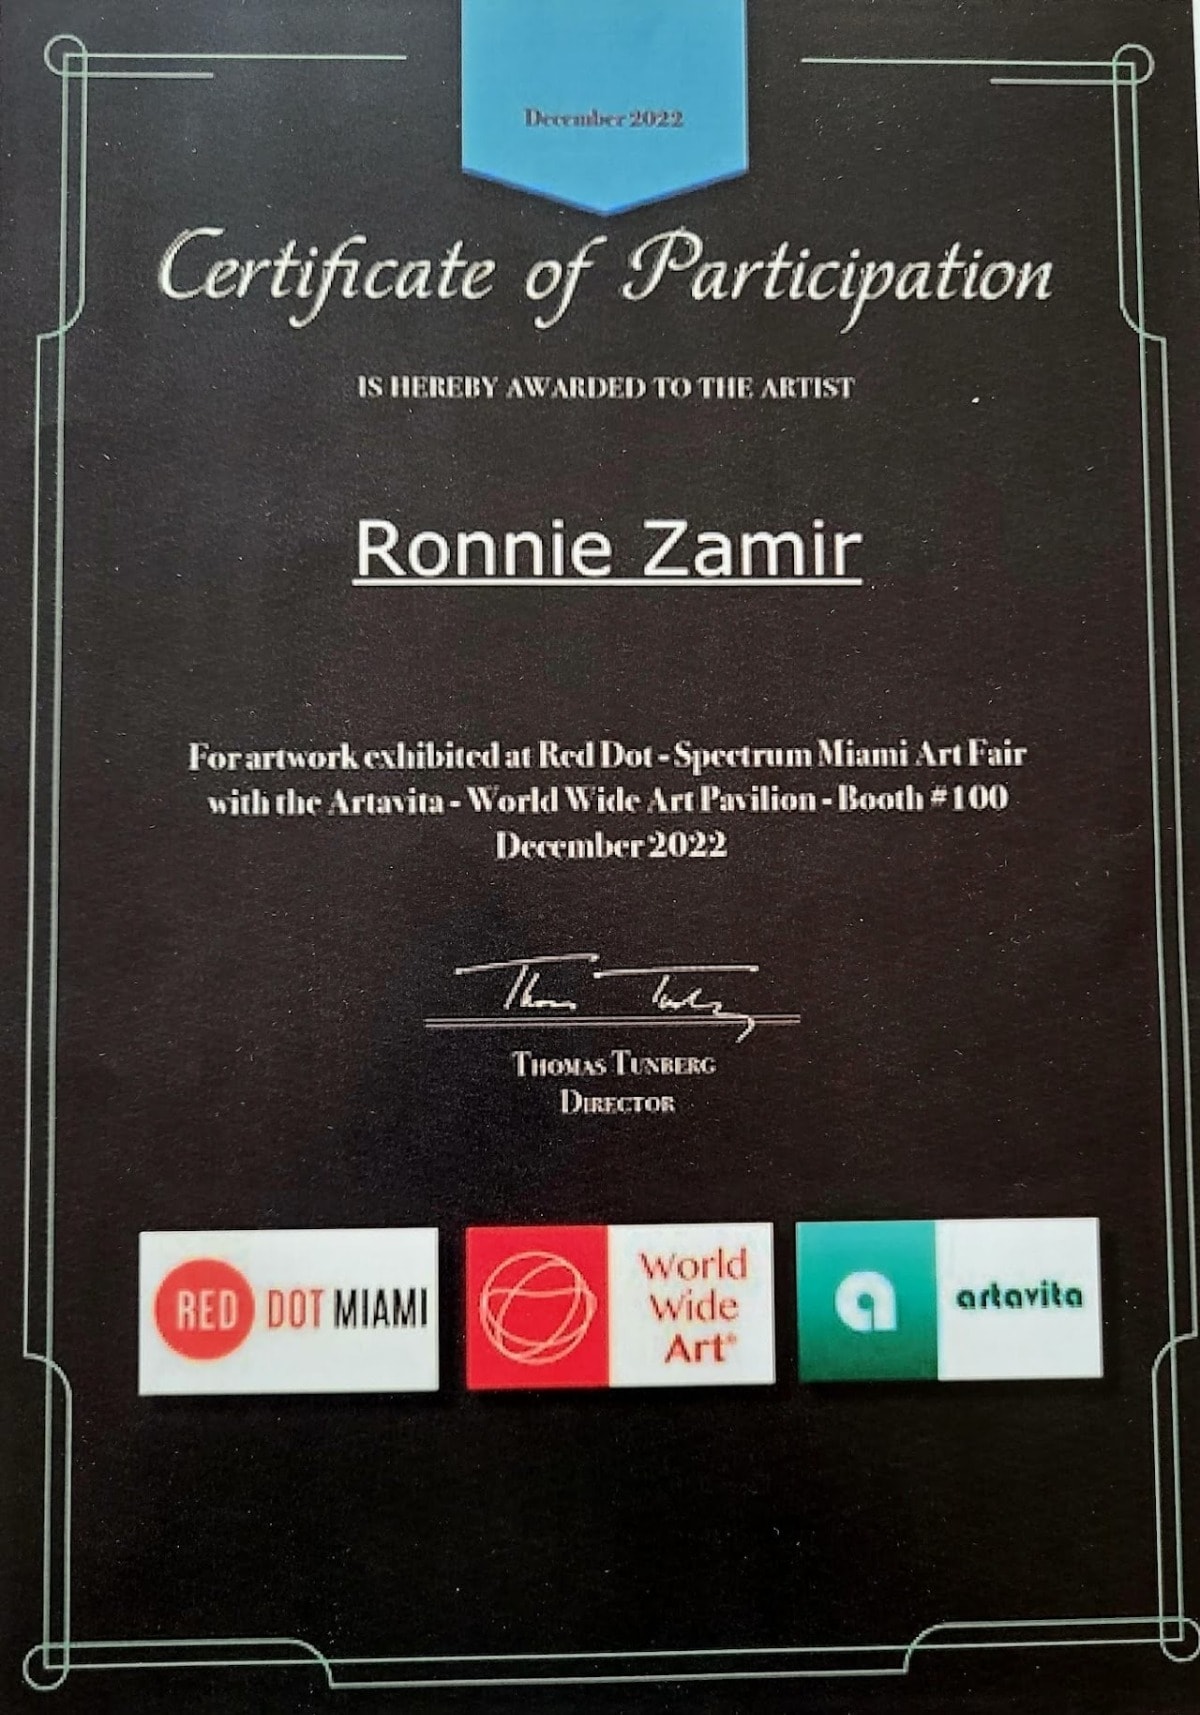 December 2022
Certificate of Participation
IS HEREBY AWARDED TO THE ARTIST
Ronnie Zamir
For artwork exhibited at Red Dot - Spectrum Miami Art Fair
with the Artavita - World Wide Art Pavilion - Booth #100
December 2022
Thomas Tunberg
Director
RED DOT MIAMI
World
Wide
Art®
a
artavita